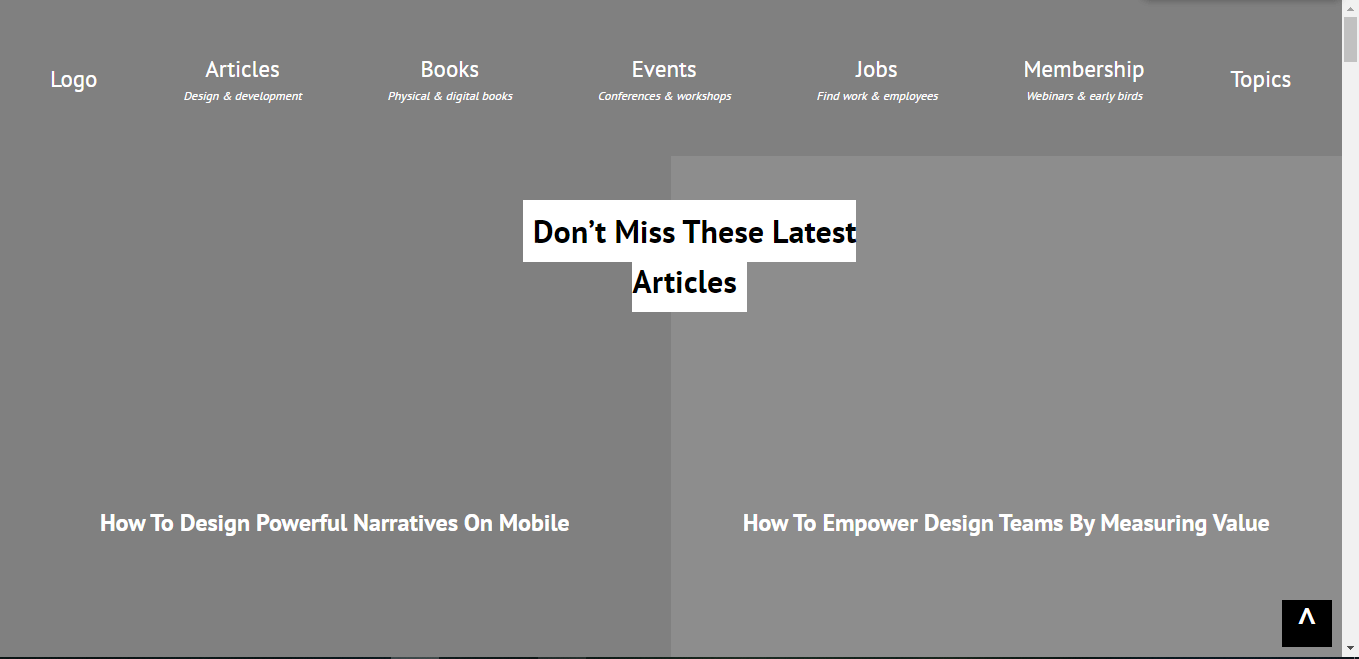 Logo
Articles
Design & development
Books
Physical & digital books
Events
Conferences & workshops
Jobs
Find work & employees
Membership
Webinars & early birds
Topics
Don’t Miss These Latest
Articles
How To Design Powerful Narratives On Mobile
How To Empower Design Teams By Measuring Value
^